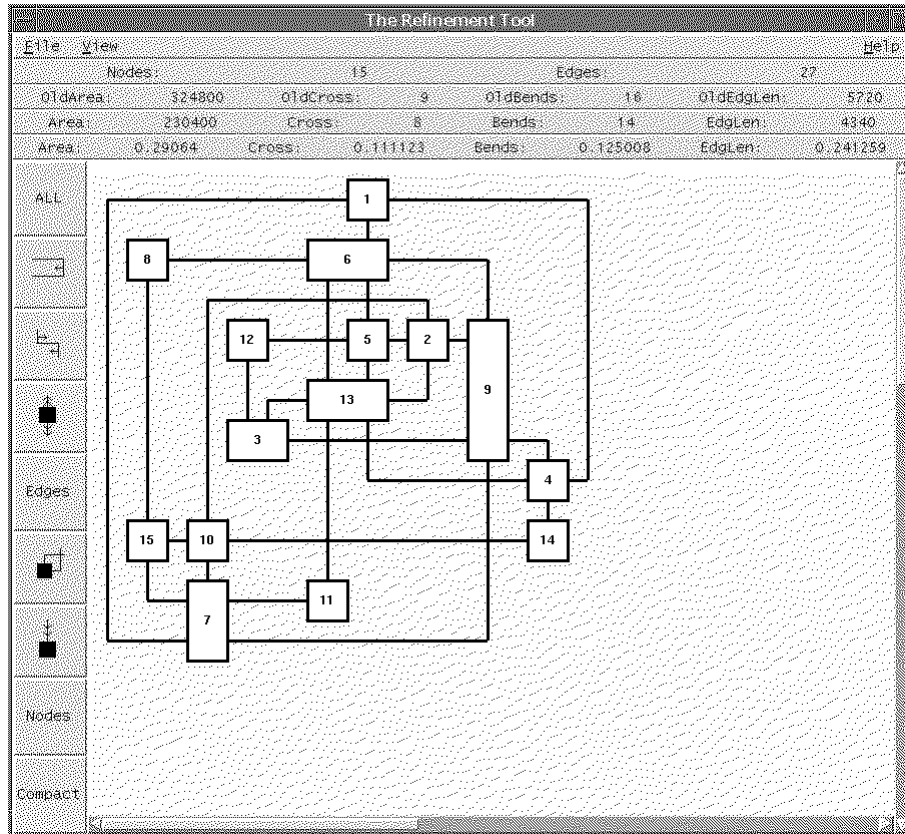 The Refinement Tool
File View Help
Nodes: 15 Edges: 27
OldArea: 324800 OldCross: 9 OldBends: 16 OldEdgLen 5720
Area: 230400 Cross: 8 Bends: 14 EdgLen: 4340
Area: 0.29064 Cross: 0.111123 Bends: 0.125008 EdgLen: 0.241259
ALL
1
8 6
12 5 2
9
13
3
Edges
4
15 10 14
11
7
Nodes
Compact